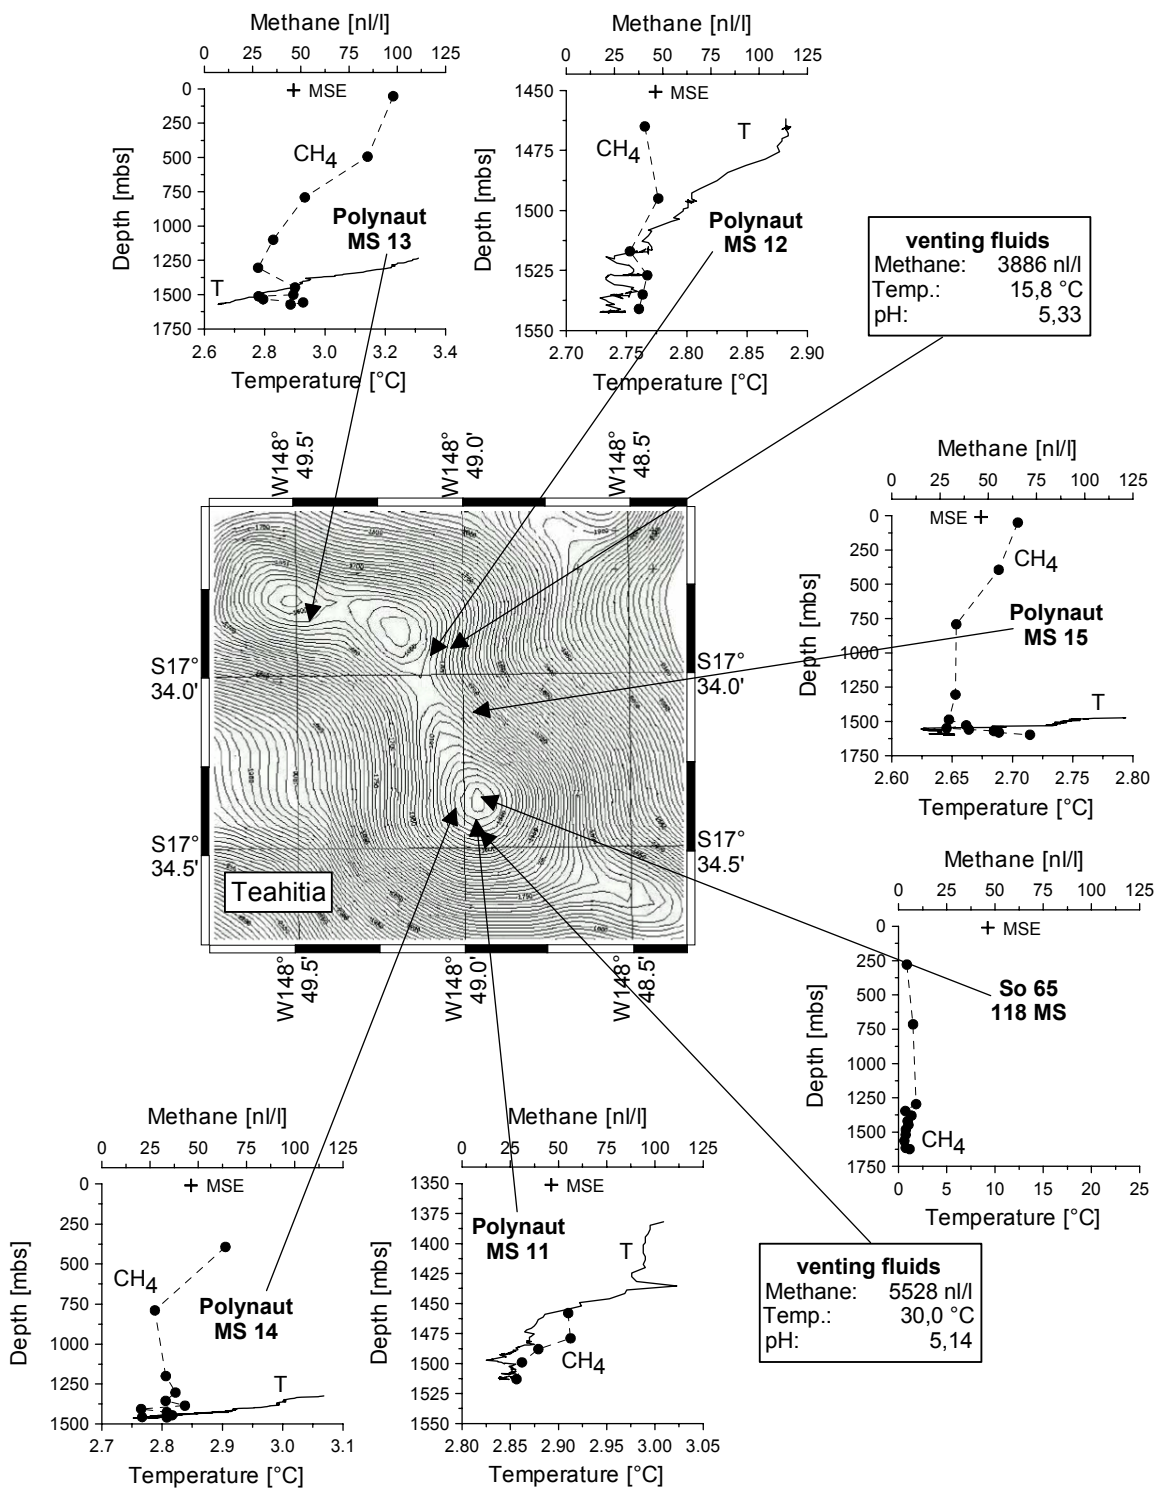 Methane [nl/l]
0 25 50 75 100 125
MSE
0
250
500
750
1000
1250
1500
1750
Depth [mbs]
CH4
Polynaut
MS 13
T
2.6 2.8 3.0 3.2 3.4
Temperature [°C]
Methane [nl/l]
0 25 50 75 100 125
MSE
1450
1475
1500
1525
1550
Depth [mbs]
CH4
T
Polynaut
MS 12
2.70 2.75 2.80 2.85 2.90
Temperature [°C]
venting fluids
Methane: 3886 nl/l
Temp.: 15,8 °C
pH: 5,33
W148°
49.5'
W148°
49.0'
W148°
48.5'
S17°
34.0'
S17°
34.0'
S17°
34.5'
S17°
34.5'
Teahitia
W148°
49.5'
W148°
49.0'
W148°
48.5'
Methane [nl/l]
0 25 50 75 100 125
MSE
0
250
500
750
1000
1250
1500
1750
Depth [mbs]
CH4
Polynaut
MS 15
T
2.60 2.65 2.70 2.75 2.80
Temperature [°C]
Methane [nl/l]
0 25 50 75 100 125
MSE
0
250
500
750
1000
1250
1500
1750
Depth [mbs]
So 65
118 MS
CH4
0 5 10 15 20 25
Temperature [°C]
Methane [nl/l]
0 25 50 75 100 125
MSE
0
250
500
750
1000
1250
1500
Depth [mbs]
CH4
Polynaut
MS 14
T
2.7 2.8 2.9 3.0 3.1
Temperature [°C]
Methane [nl/l]
0 25 50 75 100 125
MSE
1350
1375
1400
1425
1450
1475
1500
1525
1550
Depth [mbs]
Polynaut
MS 11
T
CH4
2.80 2.85 2.90 2.95 3.00 3.05
Temperature [°C]
venting fluids
Methane: 5528 nl/l
Temp.: 30,0 °C
pH: 5,14